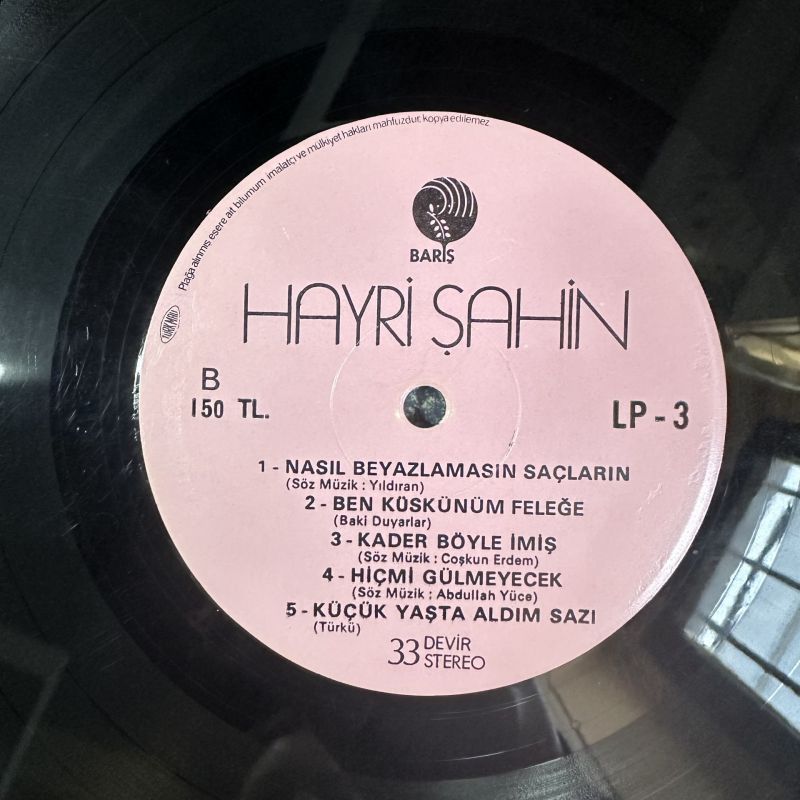 Plağa alınmış esere ait bilumum imalatçı ve mülkiyet hakları mahfuzdur, kopya edilemez
BARIŞ
HAYRİ ŞAHİN
TÜRK MALI
B
150 TL.
LP - 3
1 - NASIL BEYAZLAMASIN SAÇLARIN
(Söz Müzik : Yıldıran)
2 - BEN KÜSKÜNÜM FELEĞE
(Baki Duyarlar)
3 - KADER BÖYLE İMİŞ
(Söz Müzik : Coşkun Erdem)
4 - HİÇMİ GÜLMEYECEK
(Söz Müzik : Abdullah Yüce)
5 - KÜÇÜK YAŞTA ALDIM SAZI
(Türkü)
33 DEVİR
STEREO